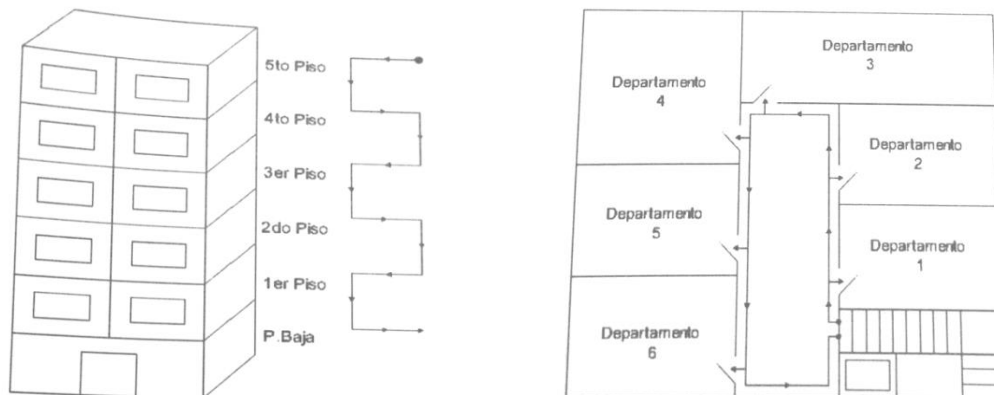 5to Piso
4to Piso
3er Piso
2do Piso
1er Piso
P.Baja
Departamento
3
Departamento
4
Departamento
2
Departamento
5
Departamento
1
Departamento
6